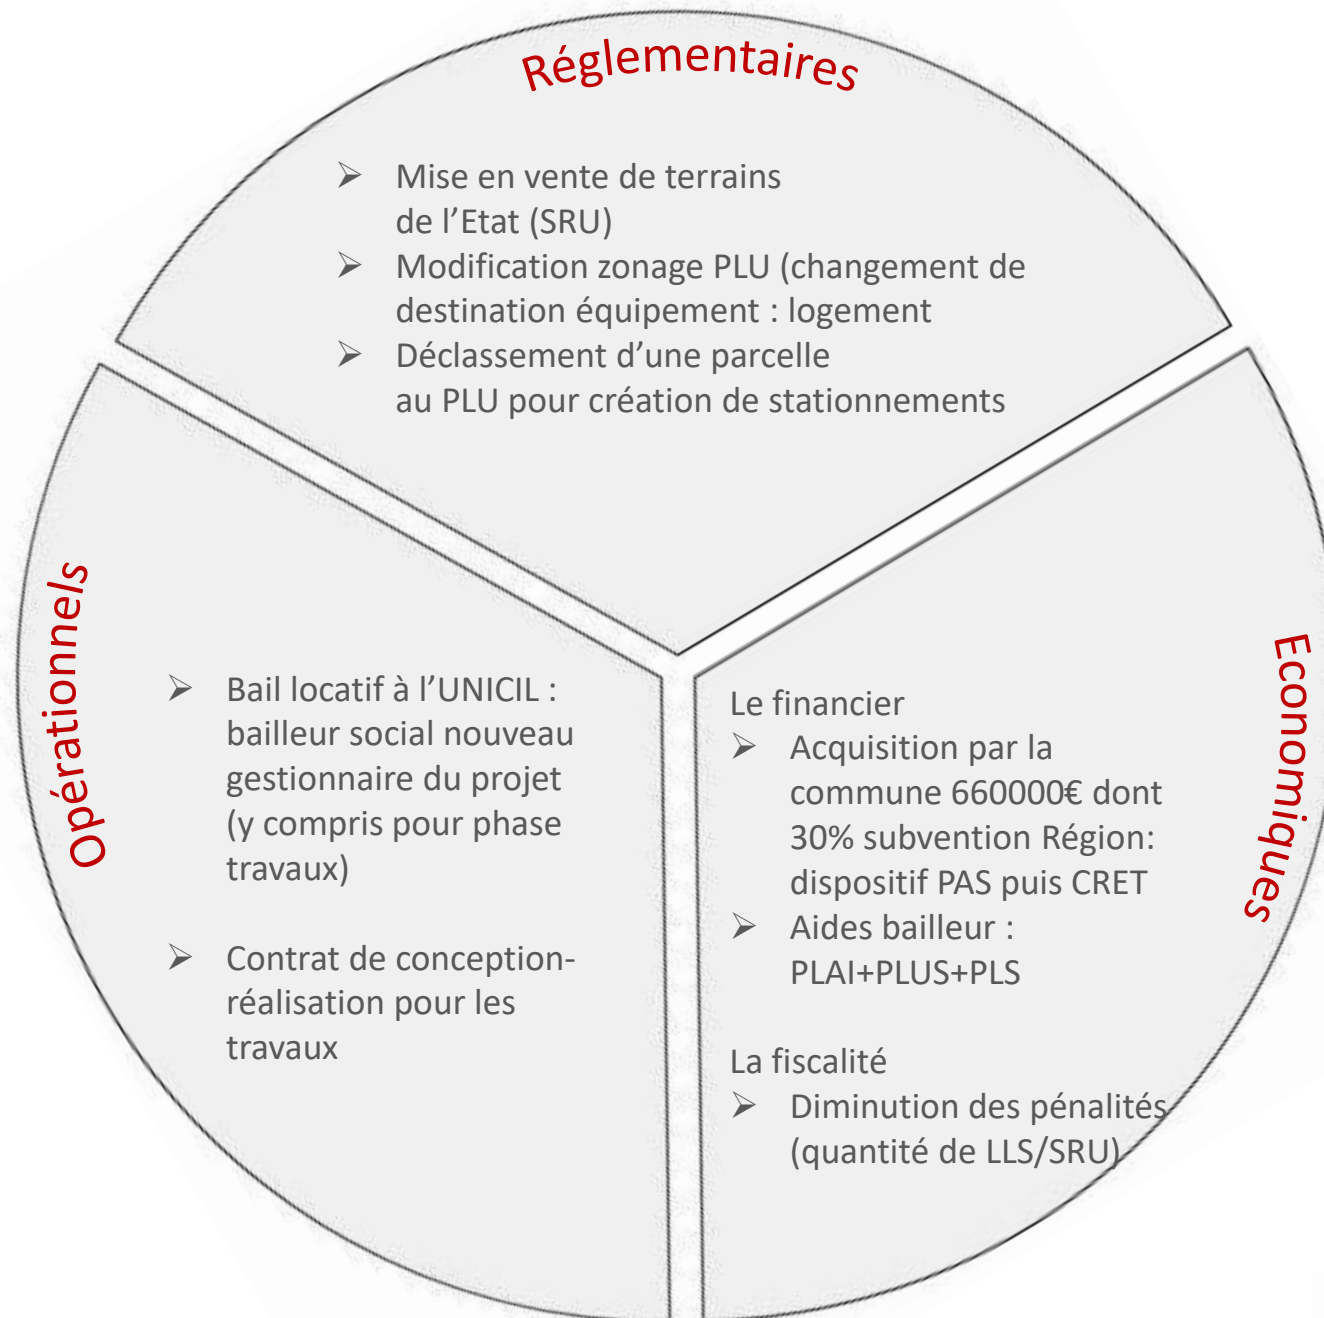 Réglementaires
➢ Mise en vente de terrains
de l’Etat (SRU)
➢ Modification zonage PLU (changement de
destination équipement : logement
➢ Déclassement d’une parcelle
au PLU pour création de stationnements
Opérationnels
➢ Bail locatif à l’UNICIL :
bailleur social nouveau
gestionnaire du projet
(y compris pour phase
travaux)
➢ Contrat de conception-
réalisation pour les
travaux
Economiques
Le financier
➢ Acquisition par la
commune 660000€ dont
30% subvention Région:
dispositif PAS puis CRET
➢ Aides bailleur :
PLAI+PLUS+PLS
La fiscalité
➢ Diminution des pénalités
(quantité de LLS/SRU)